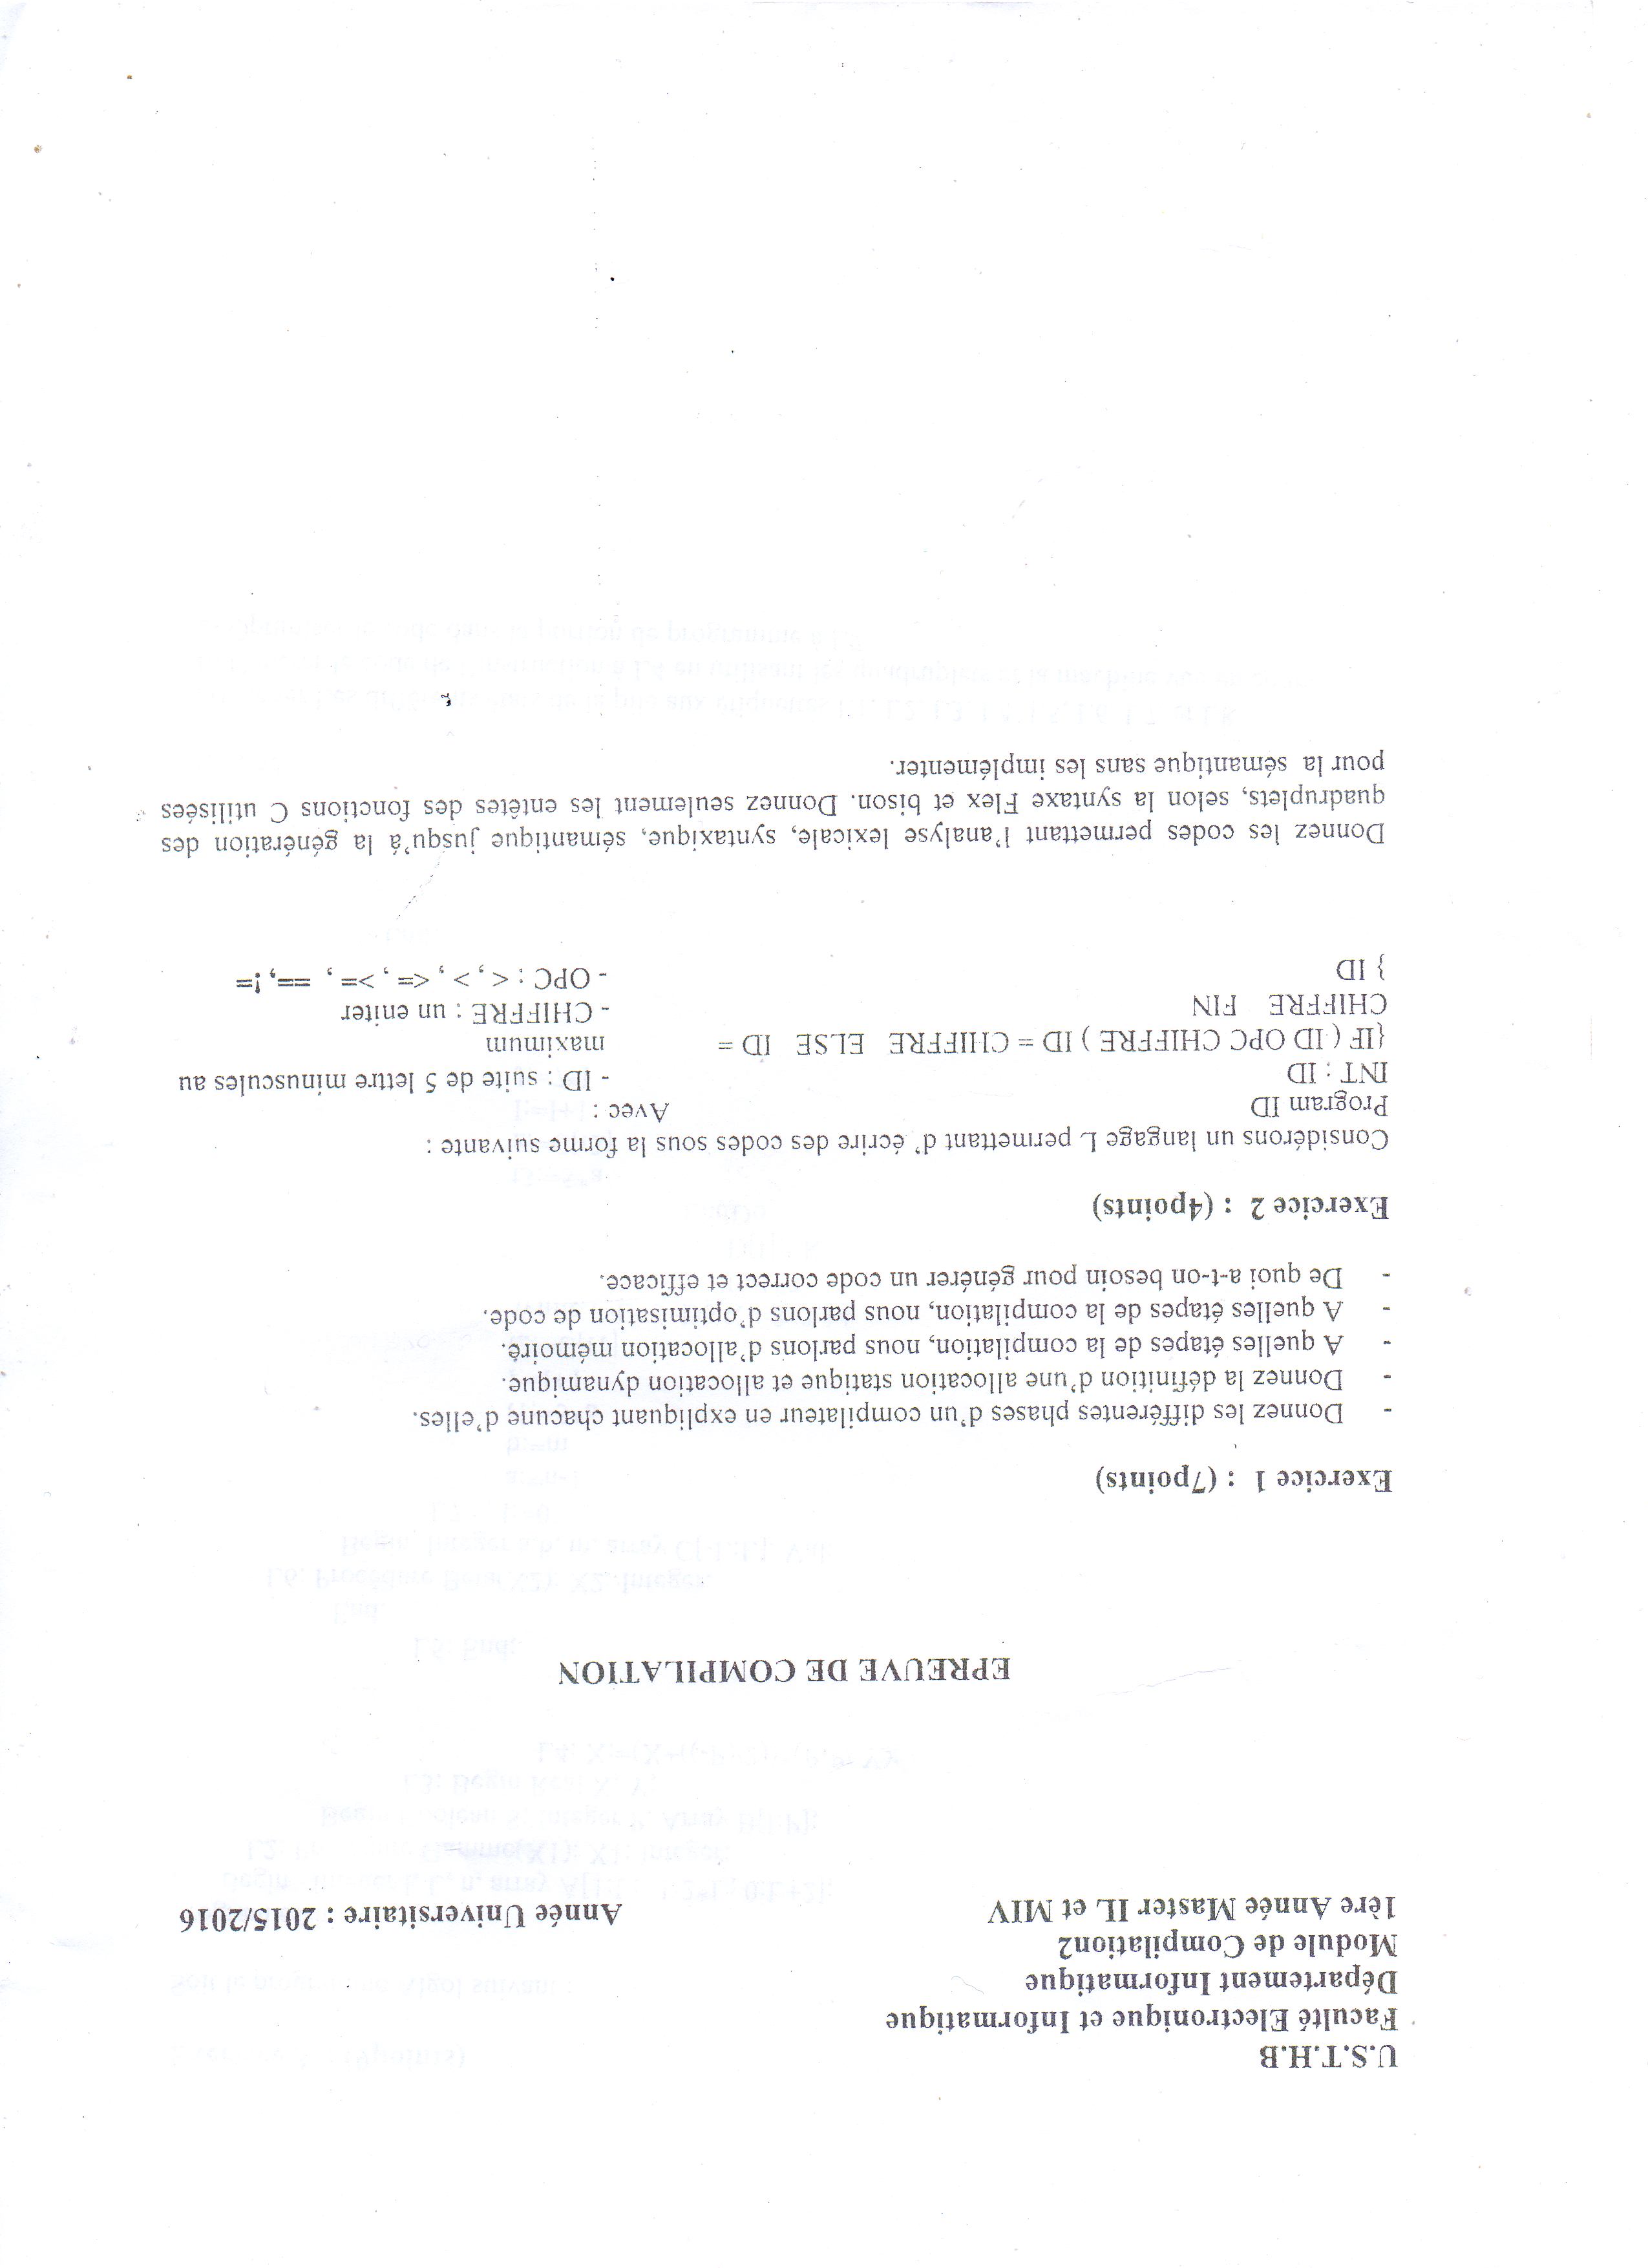 U.S.T.H.B
Faculté Electronique et Informatique
Département Informatique
Module de Compilation2
1ère Année Master IL et MIV Année Universitaire : 2015/2016
EPREUVE DE COMPILATION
Exercice 1 : (7points)
- Donnez les différentes phases d'un compilateur en expliquant chacune d'elles.
- Donnez la définition d'une allocation statique et allocation dynamique.
- A quelles étapes de la compilation, nous parlons d'allocation mémoire.
- A quelles étapes de la compilation, nous parlons d'optimisation de code.
- De quoi a-t-on besoin pour générer un code correct et efficace.
Exercice 2 : (4points)
Considérons un langage L permettant d' écrire des codes sous la forme suivante :
Program ID
INT : ID
{IF ( ID OPC CHIFFRE ) ID = CHIFFRE ELSE ID =
CHIFFRE FIN
} ID
Avec :
- ID : suite de 5 lettre minuscules au
maximum
- CHIFFRE : un eniter
- OPC : < , > , <= , >= , ==, !=
Donnez les codes permettant l'analyse lexicale, syntaxique, sémantique jusqu'á la génération des
quadruplets, selon la syntaxe Flex et bison. Donnez seulement les entêtes des fonctions C utilisées
pour la sémantique sans les implémenter.